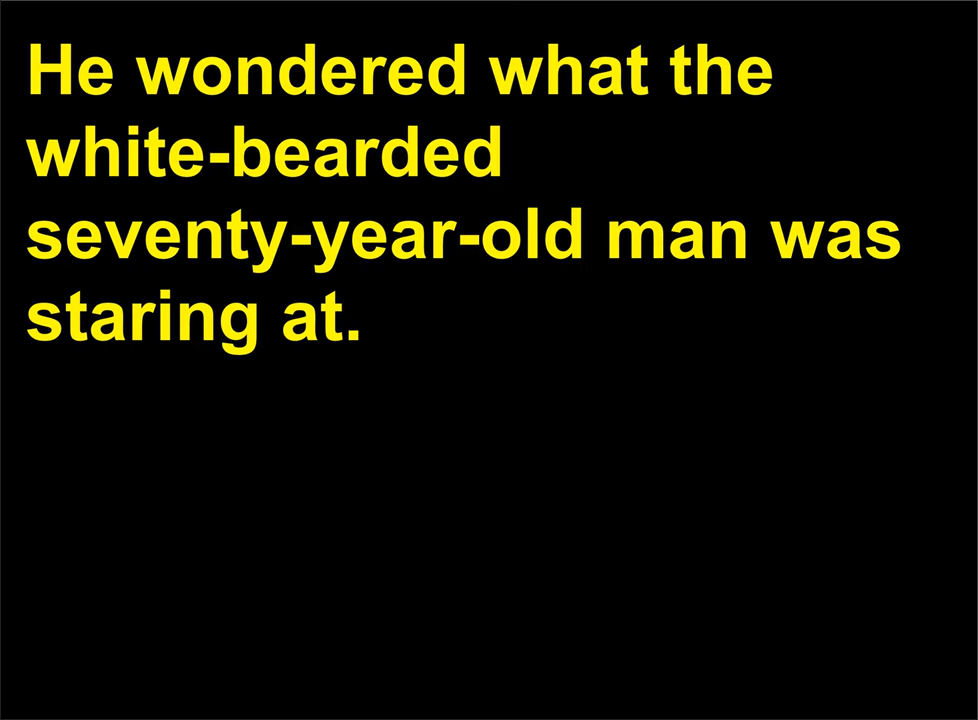 He wondered what the
white-bearded
seventy-year-old man was
staring at.